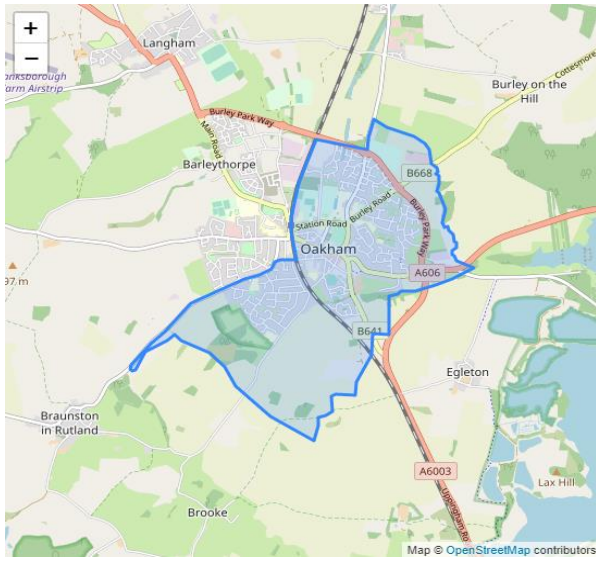 +
−
Langham
Cottesmore
Burley on the
Hill
anksborough
arm Airstrip
Burley Park Way
Main Road
Barleythorpe
B668
Burley Road
Station Road
Burley Park Way
Oakham
A606
97 m
B641
Egleton
Braunston
in Rutland
A6003
Lax Hill
Uppingham Ro
Brooke
Map © OpenStreetMap contributors